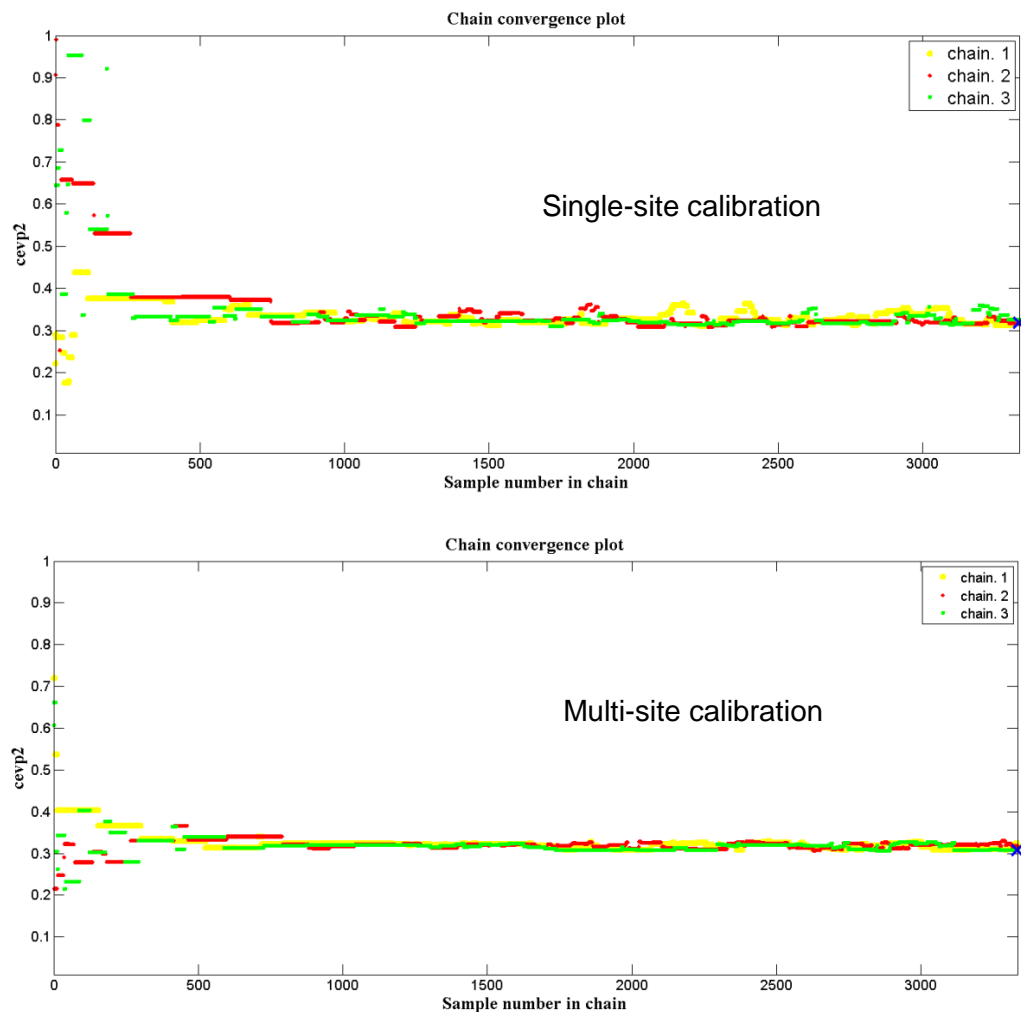 Chain convergence plot
1
0.9
0.8
0.7
0.6
0.5
0.4
0.3
0.2
0.1
cevp2
chain. 1
chain. 2
chain. 3
Single-site calibration
0 500 1000 1500 2000 2500 3000
Sample number in chain
Chain convergence plot
1
0.9
0.8
0.7
0.6
0.5
0.4
0.3
0.2
0.1
cevp2
chain. 1
chain. 2
chain. 3
Multi-site calibration
0 500 1000 1500 2000 2500 3000
Sample number in chain